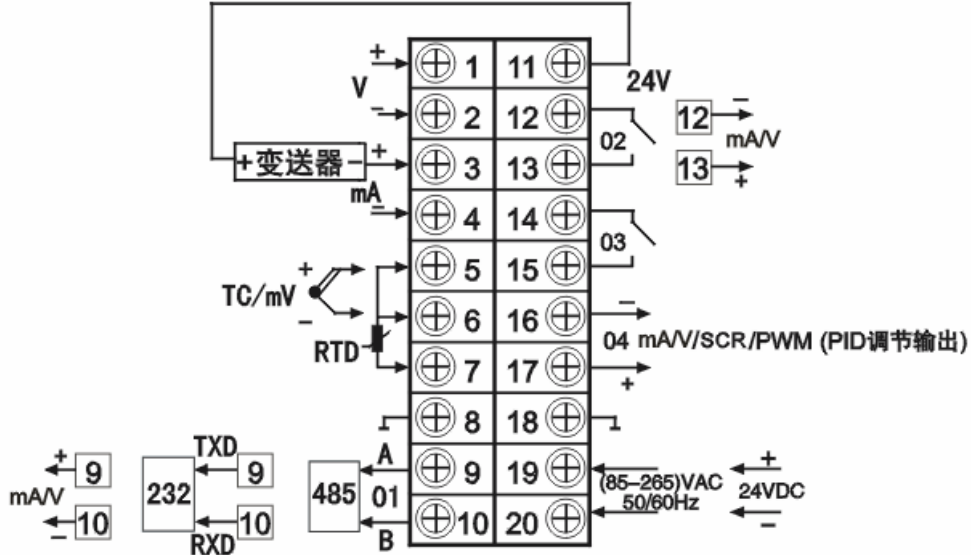 + 1 11
V 24V
- 2 12 12 - mA/V
02
+变送器- + 3 13 13 +
mA
- 4 14
03
+ 5 15
TC/mV
- 6 16 -
RTD 04 mA/V/SCR/PWM (PID调节输出)
7 17 +
8 18
TXD A
+ 9 9 9 19 (85-265)VAC +
mA/V 232 485 01 50/60Hz 24VDC
- 10 10 10 20 -
RXD B